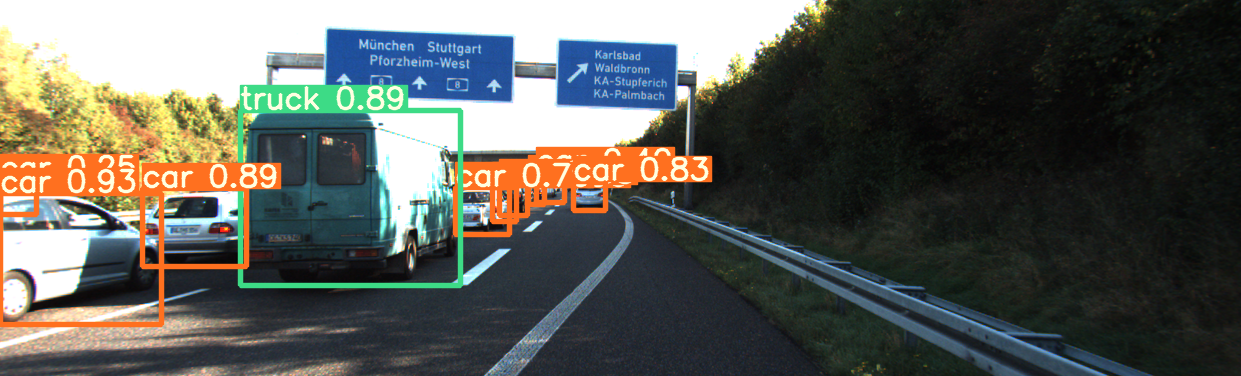 München Stuttgart
Pforzheim-West
8
8
Karlsbad
Waldbronn
KA-Stupferich
KA-Palmbach
truck 0.89
car 0.93
car 0.89
car 0.7
car 0.83